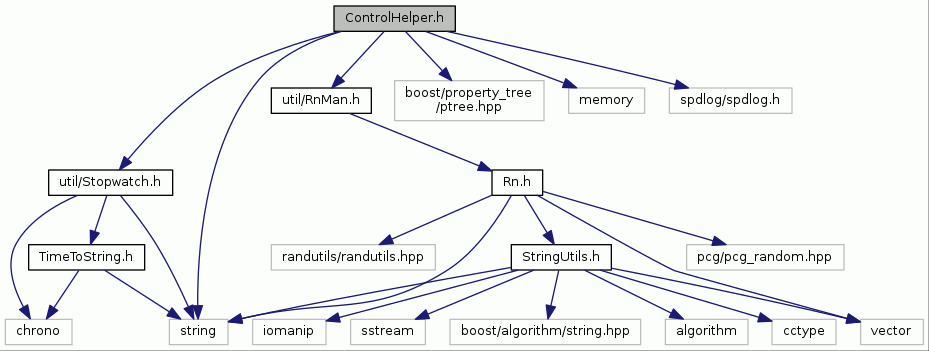 ControlHelper.h
util/RnMan.h
boost/property_tree
/ptree.hpp
memory
spdlog/spdlog.h
util/Stopwatch.h
Rn.h
TimeToString.h
randutils/randutils.hpp
StringUtils.h
pcg/pcg_random.hpp
chrono
string
iomanip
sstream
boost/algorithm/string.hpp
algorithm
cctype
vector